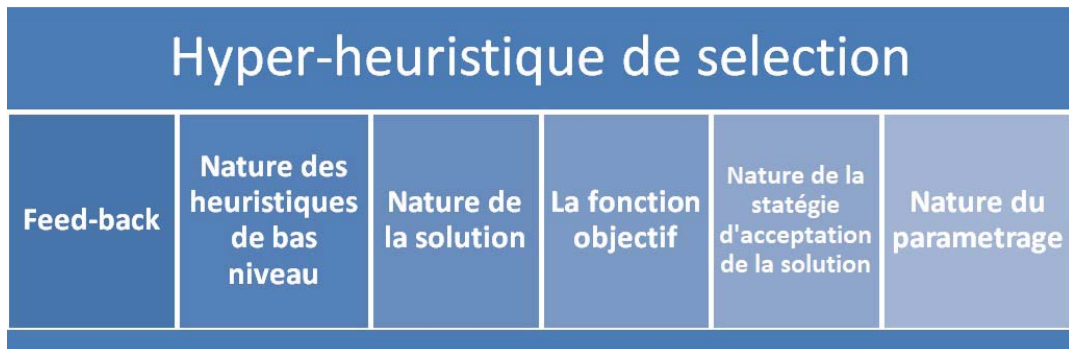 Hyper-heuristique de selection
Feed-back
Nature des
heuristiques
de bas
niveau
Nature de
la solution
La fonction
objectif
Nature de la
statégie
d'acceptation
de la solution
Nature du
parametrage